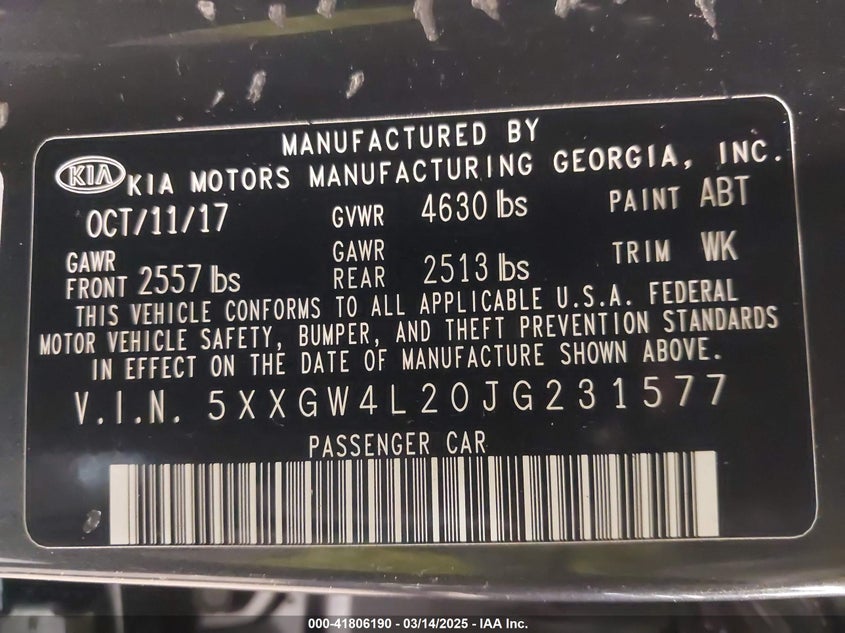 MANUFACTURED BY
KIA KIA MOTORS MANUFACTURING GEORGIA, INC.
OCT/11/17 GVWR 4630 lbs PAINT ABT
GAWR FRONT 2557 lbs GAWR REAR 2513 lbs TRIM WK
THIS VEHICLE CONFORMS TO ALL APPLICABLE U.S.A. FEDERAL
MOTOR VEHICLE SAFETY, BUMPER, AND THEFT PREVENTION STANDARDS
IN EFFECT ON THE DATE OF MANUFACTURE SHOWN ABOVE.
V.I.N. 5XXGW4L20JG231577
PASSENGER CAR
000-41806190 - 03/14/2025 - IAA Inc.